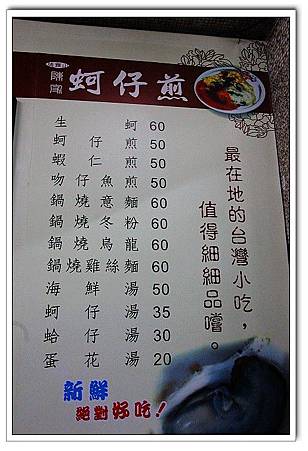 蚵仔煎
生蚵 60
蚵仔煎 50
蝦仁煎 50
吻仔魚煎 50
鍋燒意麵 60
鍋燒冬粉 60
鍋燒烏龍 60
鍋燒雞絲麵 60
海鮮湯 50
蚵仔湯 35
蛤仔湯 30
蛋花湯 20
最在地的台灣小吃，
值得細細品嚐。
新鮮
絕對好吃！